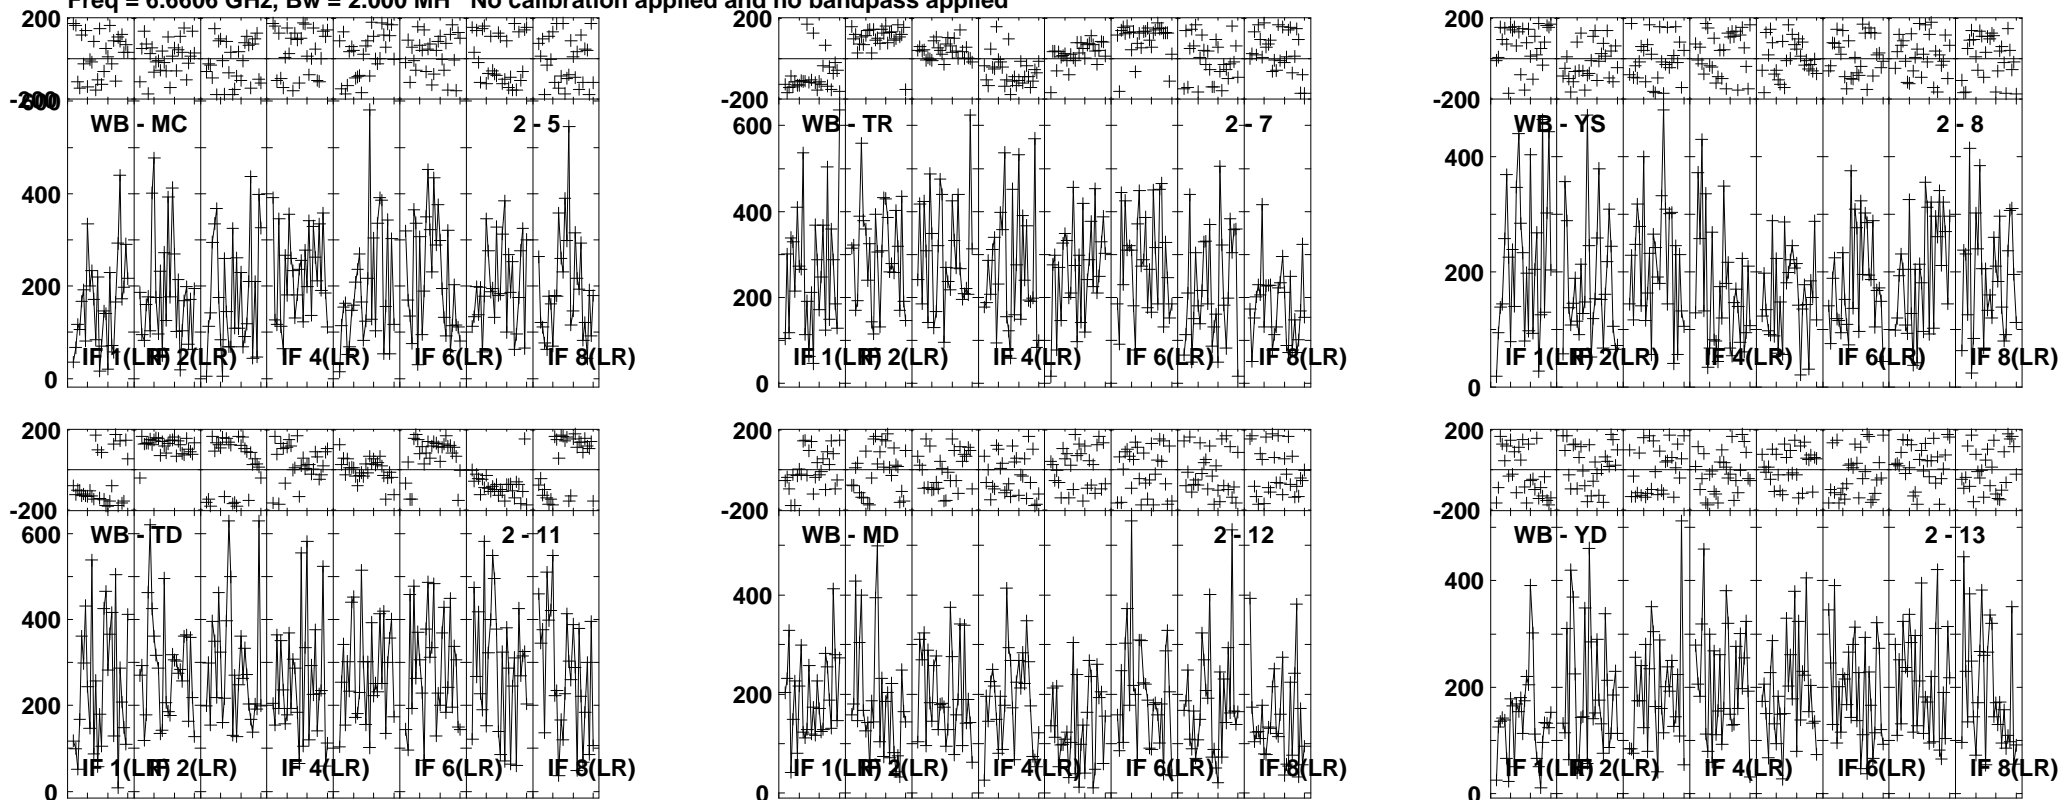 Freq = 6.6606 GHz, Bw = 2.000 MH No calibration applied and no bandpass applied
200
-200
600
400
200
0
WB - MC
2 - 5
IF 1(LR)
IF 2(LR)
IF 4(LR)
IF 6(LR)
IF 8(LR)
200
-200
600
400
200
0
WB - TR
2 - 7
IF 1(LR)
IF 2(LR)
IF 4(LR)
IF 6(LR)
IF 8(LR)
200
-200
400
200
0
WB - YS
2 - 8
IF 1(LR)
IF 2(LR)
IF 4(LR)
IF 6(LR)
IF 8(LR)
200
-200
600
400
200
0
WB - TD
2 - 11
IF 1(LR)
IF 2(LR)
IF 4(LR)
IF 6(LR)
IF 8(LR)
200
-200
400
200
0
WB - MD
2 - 12
IF 1(LR)
IF 2(LR)
IF 4(LR)
IF 6(LR)
IF 8(LR)
200
-200
400
200
0
WB - YD
2 - 13
IF 1(LR)
IF 2(LR)
IF 4(LR)
IF 6(LR)
IF 8(LR)